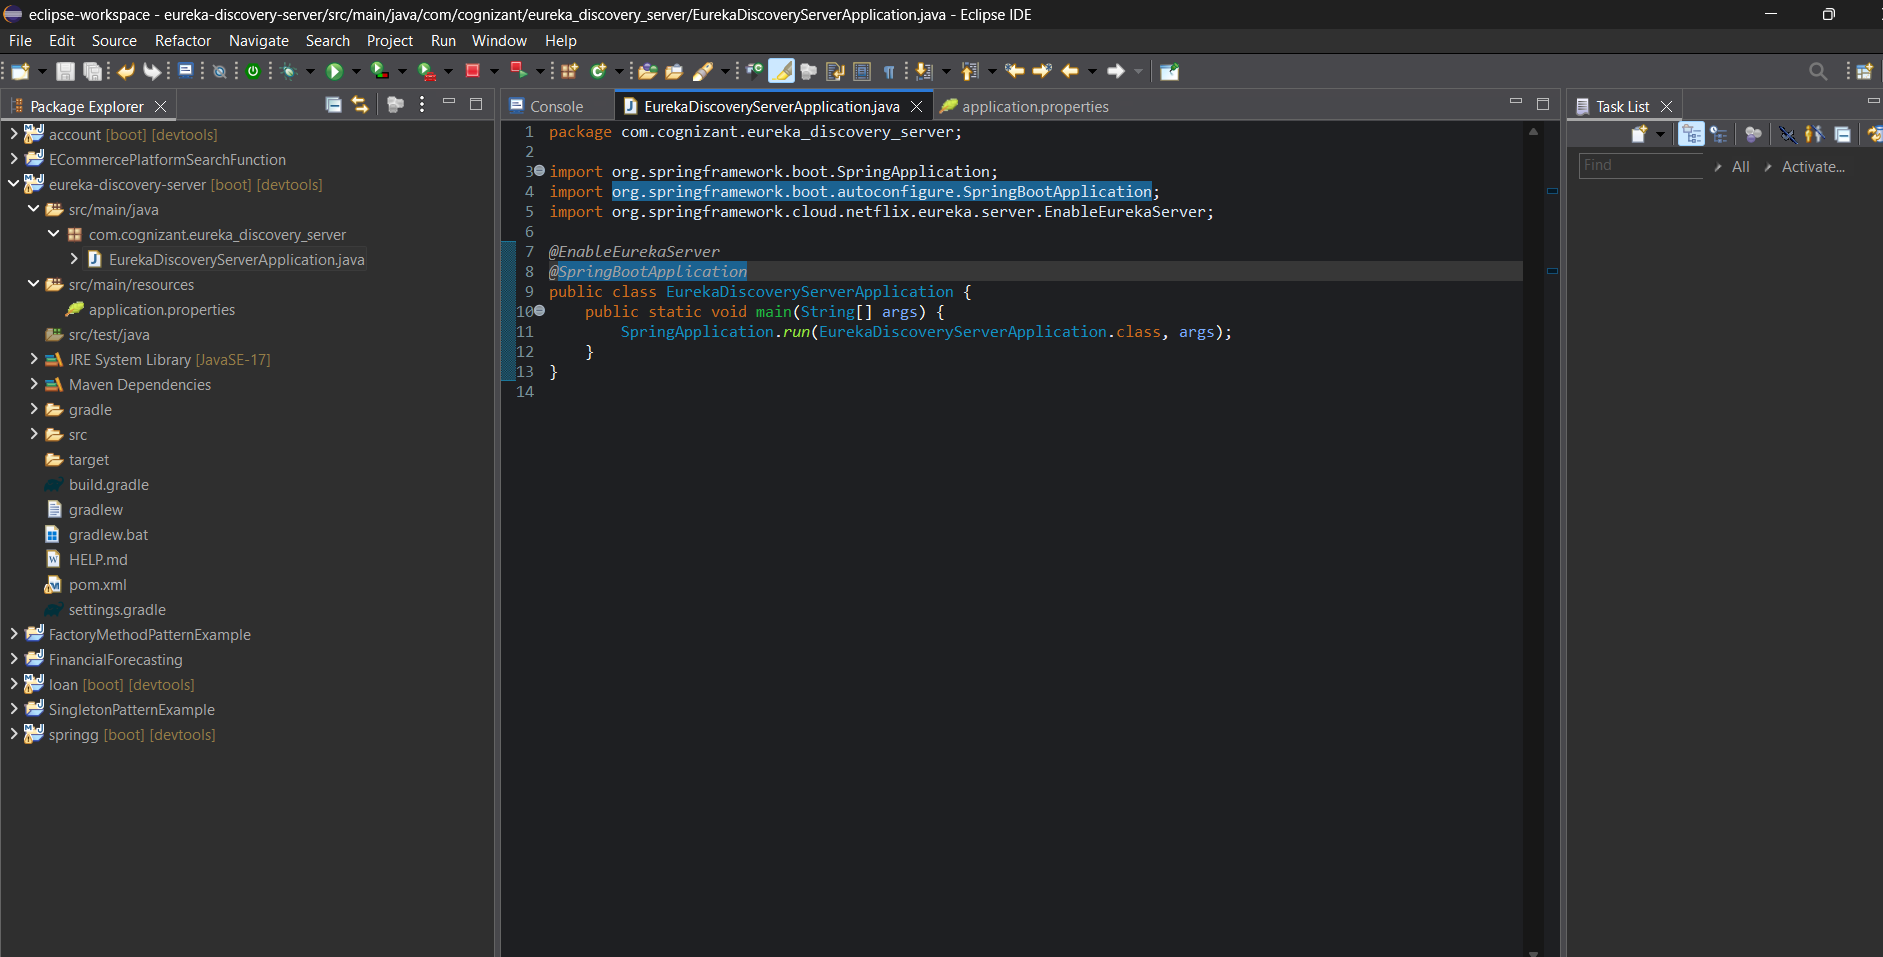 eclipse-workspace - eureka-discovery-server/src/main/java/com/cognizant/eureka_discovery_server/EurekaDiscoveryServerApplication.java - Eclipse IDE
File Edit Source Refactor Navigate Search Project Run Window Help
Package Explorer
account [boot] [devtools]
ECommercePlatformSearchFunction
eureka-discovery-server [boot] [devtools]
src/main/java
com.cognizant.eureka_discovery_server
EurekaDiscoveryServerApplication.java
src/main/resources
application.properties
src/test/java
JRE System Library [JavaSE-17]
Maven Dependencies
gradle
src
target
build.gradle
gradlew
gradlew.bat
HELP.md
pom.xml
settings.gradle
FactoryMethodPatternExample
FinancialForecasting
loan [boot] [devtools]
SingletonPatternExample
springg [boot] [devtools]
Console EurekaDiscoveryServerApplication.java application.properties
1 package com.cognizant.eureka_discovery_server;
2
3 import org.springframework.boot.SpringApplication;
4 import org.springframework.boot.autoconfigure.SpringBootApplication;
5 import org.springframework.cloud.netflix.eureka.server.EnableEurekaServer;
6
7 @EnableEurekaServer
8 @SpringBootApplication
9 public class EurekaDiscoveryServerApplication {
10 public static void main(String[] args) {
11 SpringApplication.run(EurekaDiscoveryServerApplication.class, args);
12 }
13 }
14
Task List
Find All Activate...